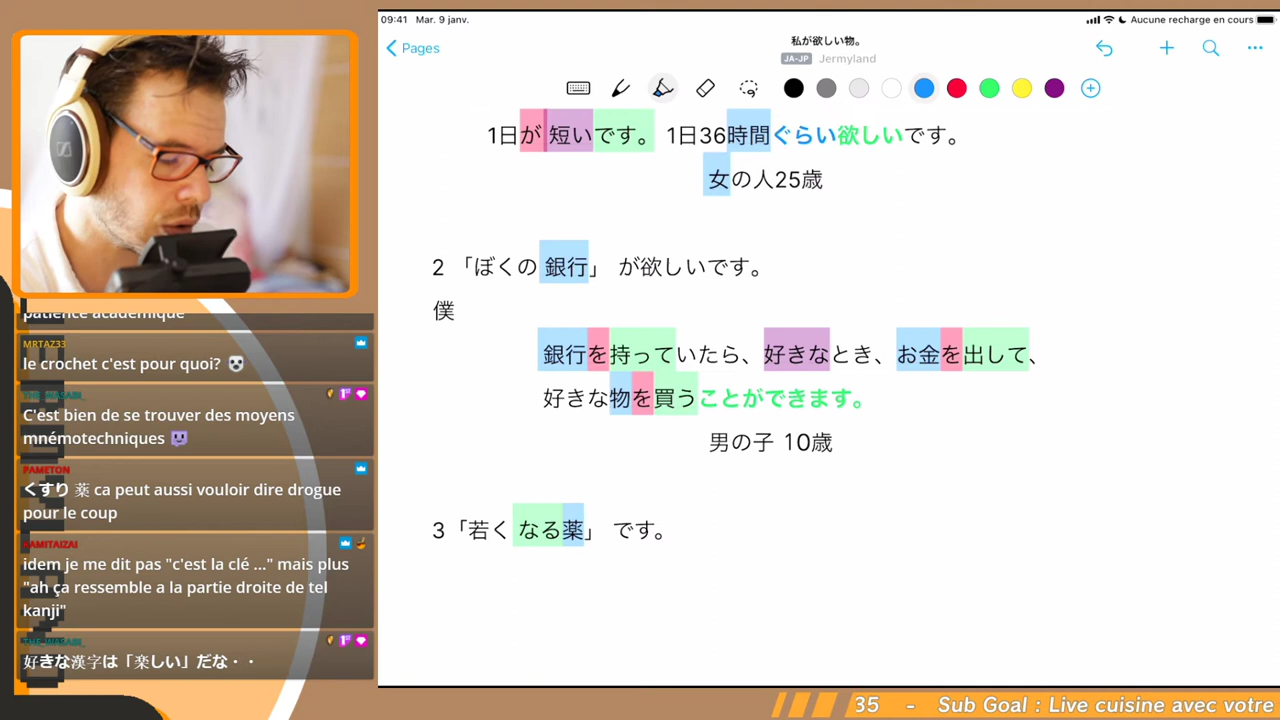 09:41 Mar. 9 janv.
Aucune recharge en cours
Pages
私が欲しい物。
JA-JP Jermyland
1日が短いです。 1日36時間ぐらい欲しいです。
女の人25歳
2 「ぼくの銀行」 が欲しいです。
僕
銀行を持っていたら、好きなとき、お金を出して、
好きな物を買うことができます。
男の子 10歳
3「若くなる薬」 です。
patience académique
MRTAZ33
le crochet c'est pour quoi?
THE_WASABI_
C'est bien de se trouver des moyens
mnémotechniques
PAMETON
くすり 薬 ca peut aussi vouloir dire drogue
pour le coup
KAMITAIZAI
idem je me dit pas "c'est la clé ..." mais plus
"ah ça ressemble a la partie droite de tel
kanji"
THE_WASABI_
好きな漢字は「楽しい」だな・・
35 - Sub Goal : Live cuisine avec votre